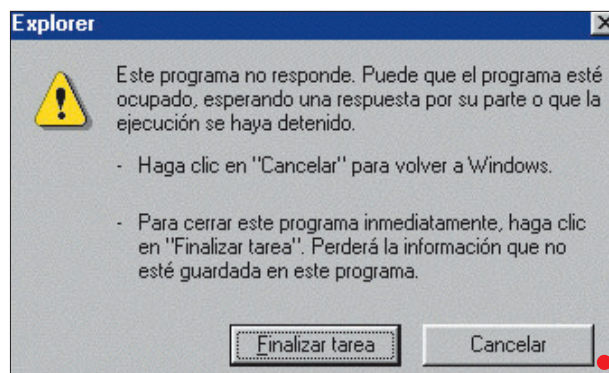 Explorer
Este programa no responde. Puede que el programa esté
ocupado, esperando una respuesta por su parte o que la
ejecución se haya detenido.
- Haga clic en "Cancelar" para volver a Windows.
- Para cerrar este programa inmediatamente, haga clic
en "Finalizar tarea". Perderá la información que no
esté guardada en este programa.
Finalizar tarea Cancelar